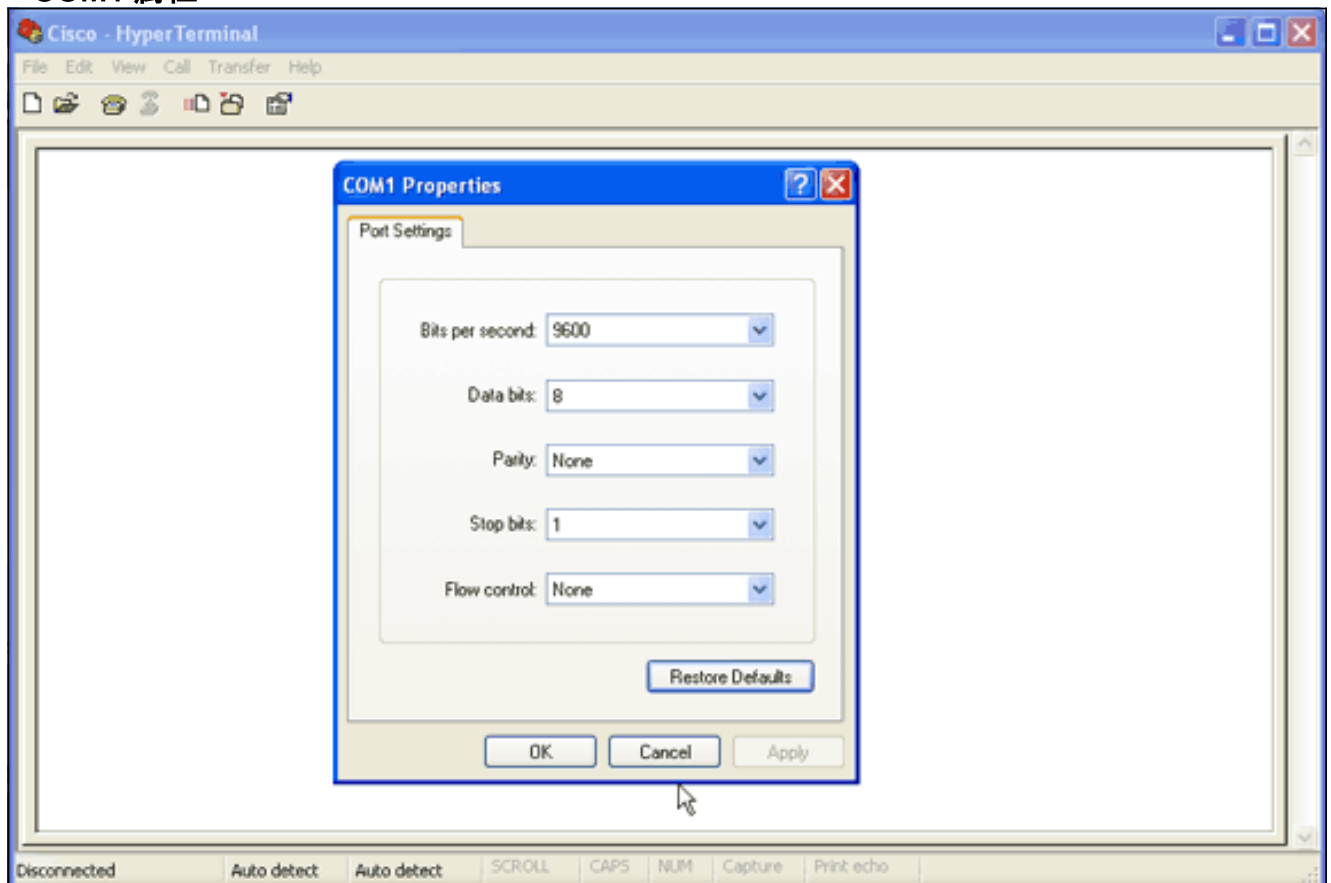 Cisco - HyperTerminal
File Edit View Call Transfer Help
COM1 Properties
Port Settings
Bits per second: 9600
Data bits: 8
Parity: None
Stop bits: 1
Flow control: None
Restore Defaults
OK Cancel Apply
Disconnected Auto detect Auto detect SCROLL CAPS NUM Capture Print echo